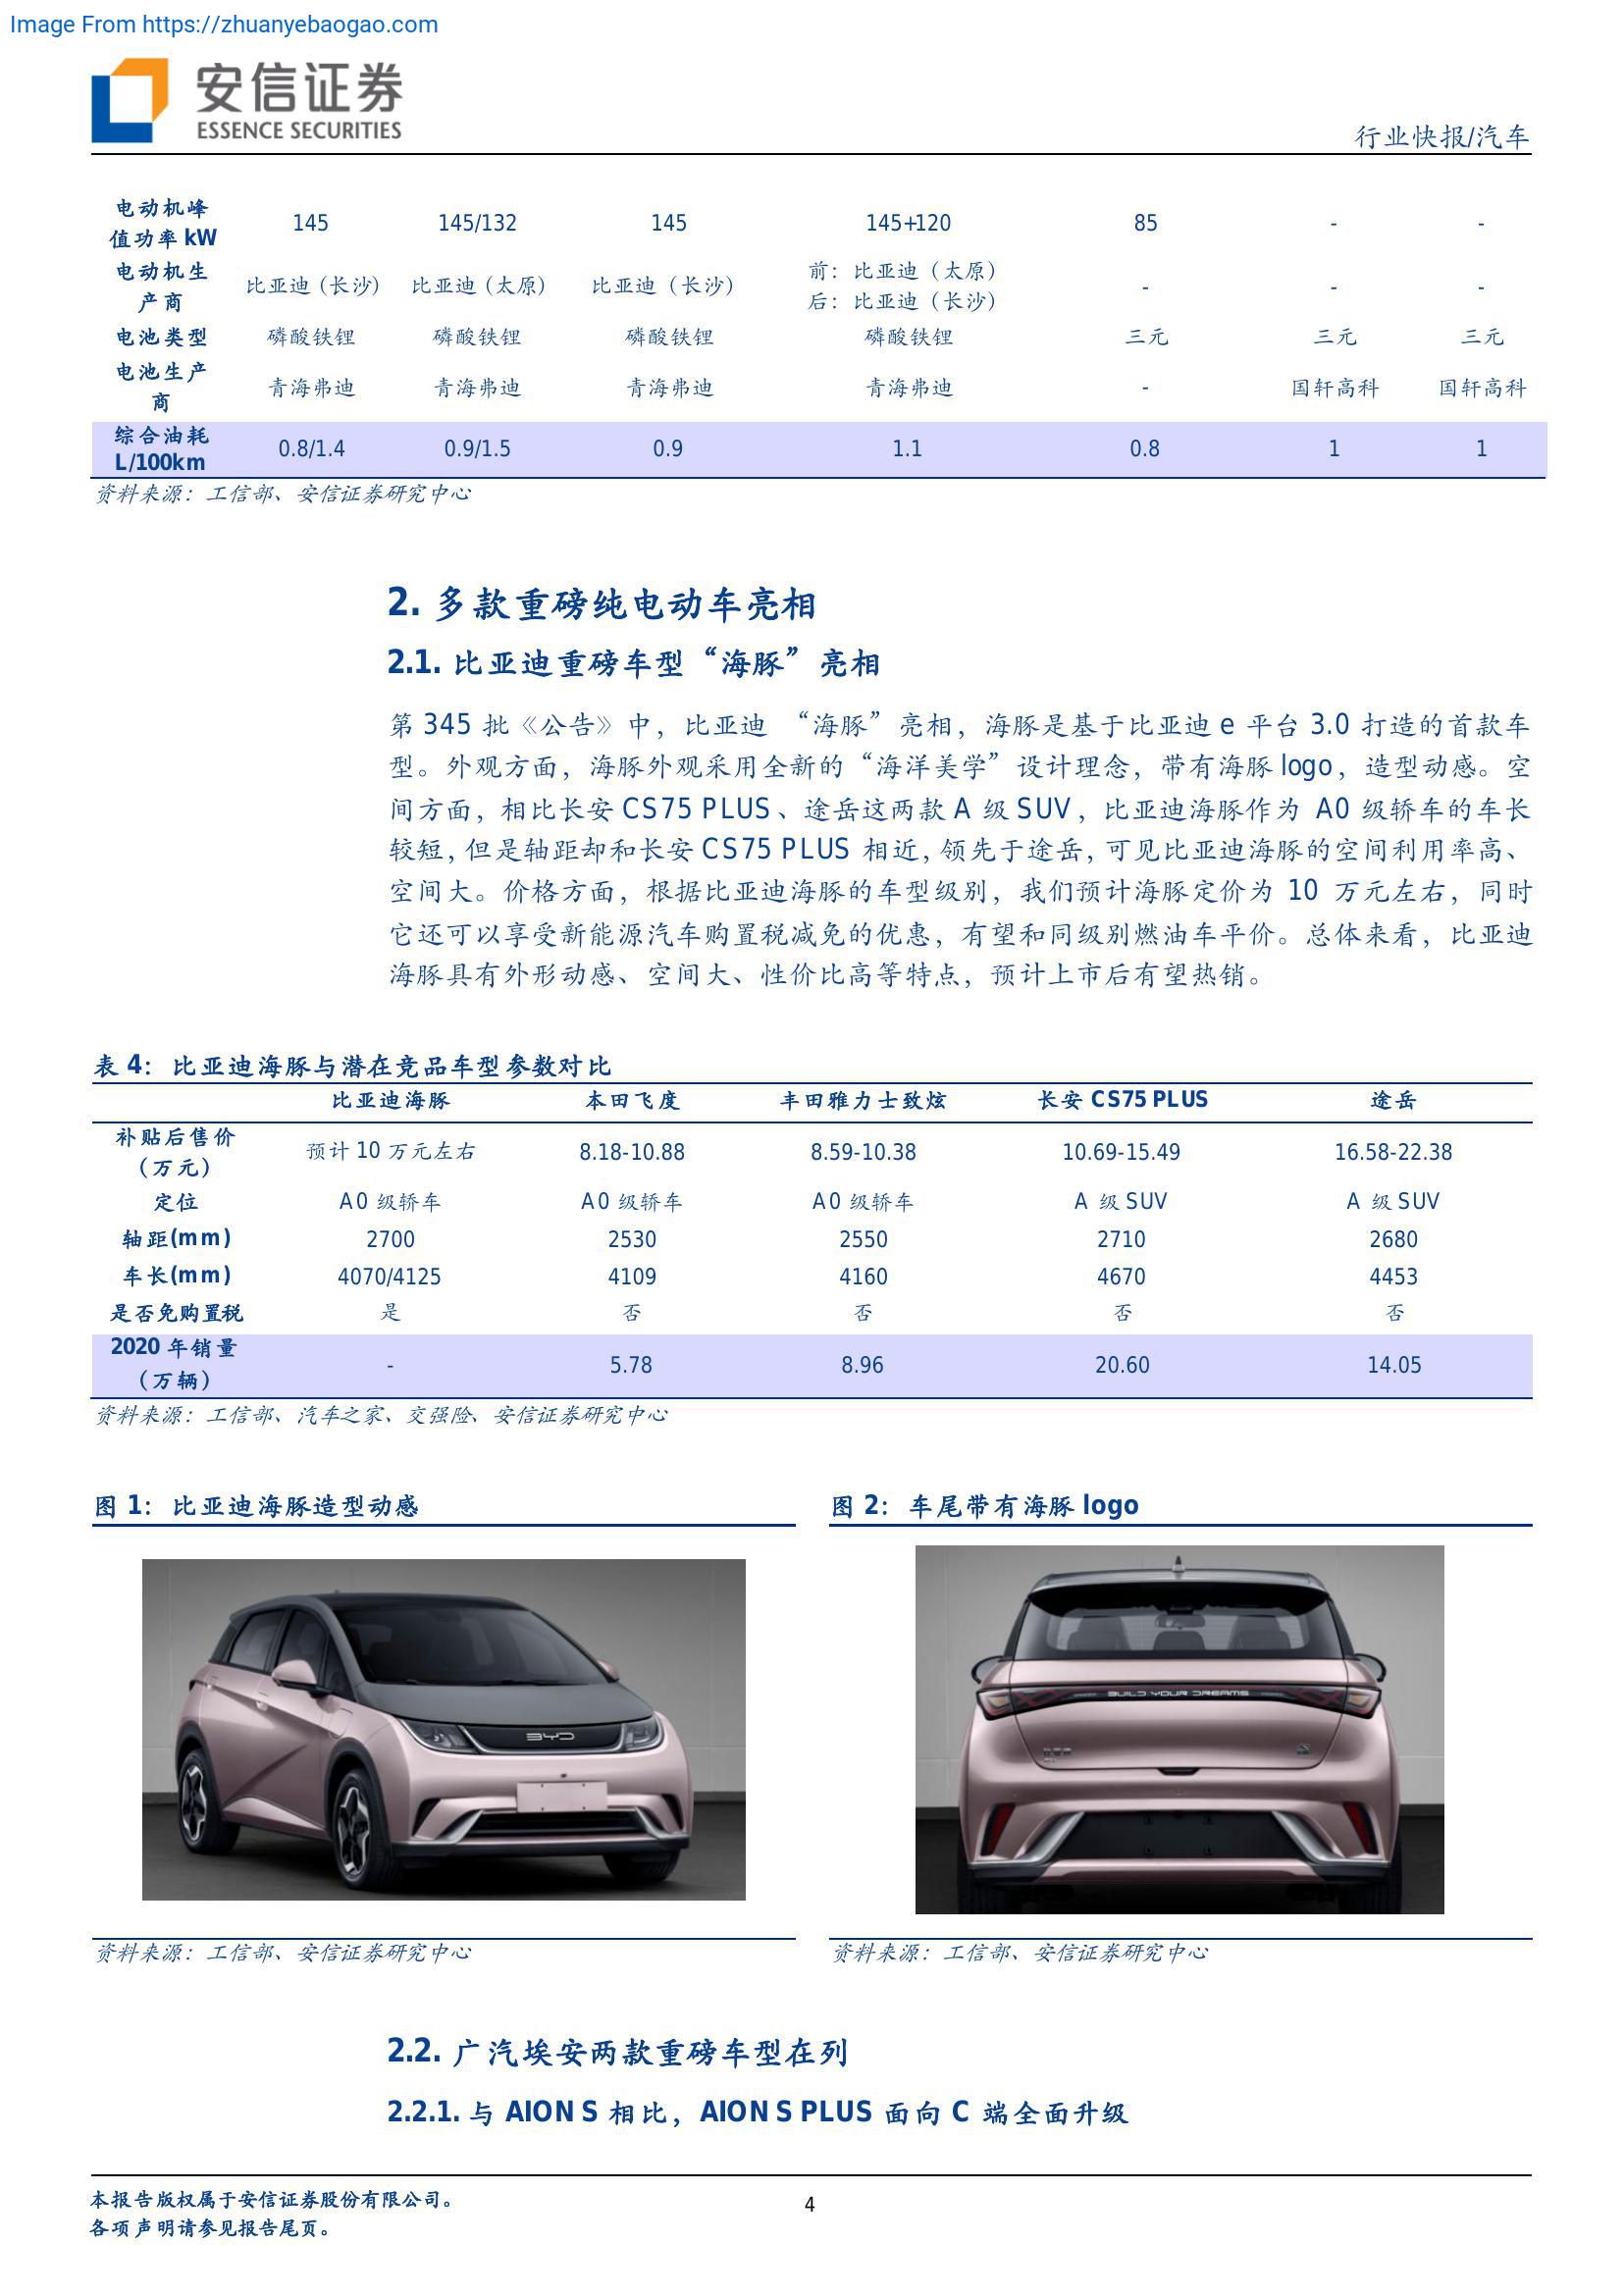 Image From https://zhuanyebaogao.com
安信证券
ESSENCE SECURITIES
行业快报/汽车
电动机峰值功率 kW 145 145/132 145 145+120 85 - -
电动机生产商 比亚迪（长沙） 比亚迪（太原） 比亚迪（长沙） 前：比亚迪（太原）后：比亚迪（长沙） - - -
电池类型 磷酸铁锂 磷酸铁锂 磷酸铁锂 磷酸铁锂 三元 三元 三元
电池生产商 青海弗迪 青海弗迪 青海弗迪 青海弗迪 - 国轩高科 国轩高科
综合油耗 L/100km 0.8/1.4 0.9/1.5 0.9 1.1 0.8 1 1
资料来源：工信部、安信证券研究中心
2. 多款重磅纯电动车亮相
2.1. 比亚迪重磅车型“海豚”亮相
第 345 批《公告》中，比亚迪 “海豚”亮相，海豚是基于比亚迪 e 平台 3.0 打造的首款车
型。外观方面，海豚外观采用全新的“海洋美学”设计理念，带有海豚 logo，造型动感。空
间方面，相比长安 CS75 PLUS、途岳这两款 A 级 SUV，比亚迪海豚作为 A0 级轿车的车长
较短，但是轴距却和长安 CS75 PLUS 相近，领先于途岳，可见比亚迪海豚的空间利用率高、
空间大。价格方面，根据比亚迪海豚的车型级别，我们预计海豚定价为 10 万元左右，同时
它还可以享受新能源汽车购置税减免的优惠，有望和同级别燃油车平价。总体来看，比亚迪
海豚具有外形动感、空间大、性价比高等特点，预计上市后有望热销。
表 4：比亚迪海豚与潜在竞品车型参数对比
比亚迪海豚 本田飞度 丰田雅力士致炫 长安 CS75 PLUS 途岳
补贴后售价（万元） 预计 10 万元左右 8.18-10.88 8.59-10.38 10.69-15.49 16.58-22.38
定位 A0 级轿车 A0 级轿车 A0 级轿车 A 级 SUV A 级 SUV
轴距(mm) 2700 2530 2550 2710 2680
车长(mm) 4070/4125 4109 4160 4670 4453
是否免购置税 是 否 否 否 否
2020 年销量（万辆） - 5.78 8.96 20.60 14.05
资料来源：工信部、汽车之家、交强险、安信证券研究中心
图 1：比亚迪海豚造型动感
图 2：车尾带有海豚 logo
BYD
BUILD YOUR DREAMS
资料来源：工信部、安信证券研究中心
资料来源：工信部、安信证券研究中心
2.2. 广汽埃安两款重磅车型在列
2.2.1. 与 AION S 相比，AION S PLUS 面向 C 端全面升级
本报告版权属于安信证券股份有限公司。
各项声明请参见报告尾页。
4